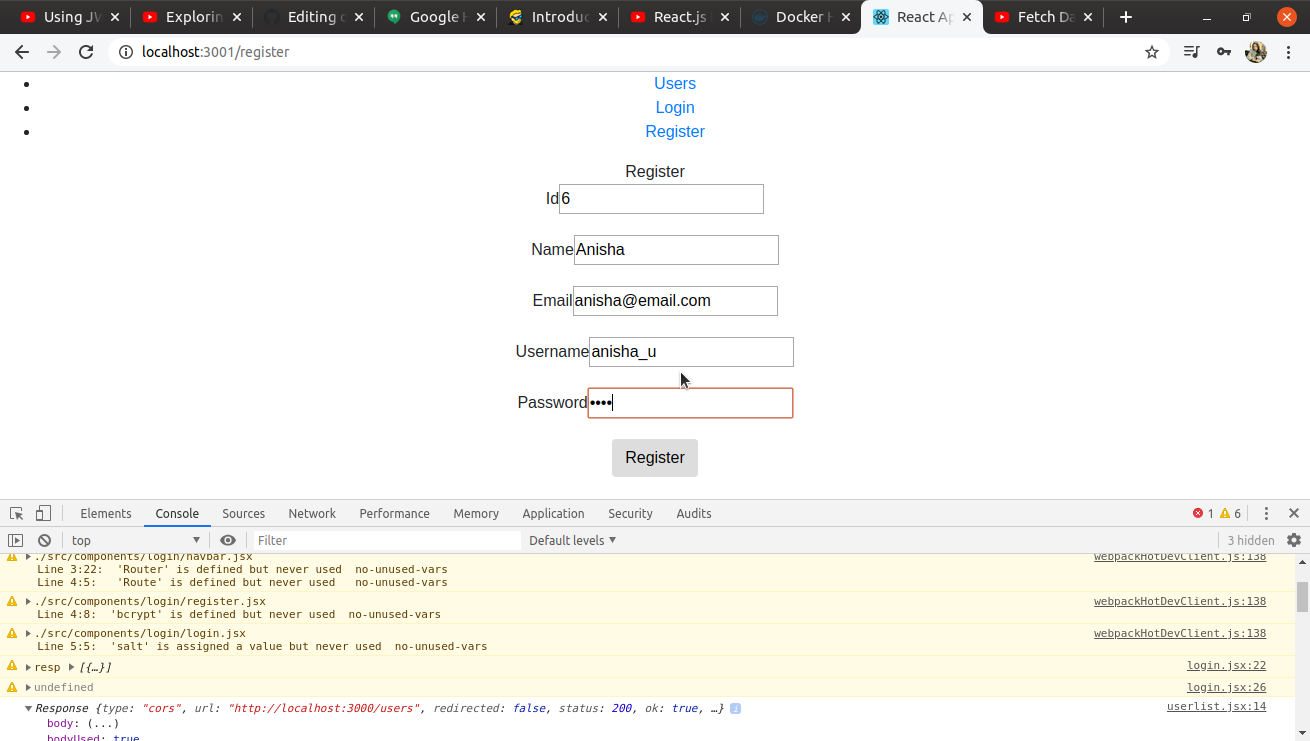 Using JW
Explorin
Editing c
Google H
Introduc
React.js
Docker H
React Ap
Fetch Da
localhost:3001/register
Users
Login
Register
Register
Id 6
Name Anisha
Email anisha@email.com
Username anisha_u
Password ••••
Register
Elements Console Sources Network Performance Memory Application Security Audits 1 6
top Filter Default levels 3 hidden
./src/components/login/navbar.jsx webpackHotDevClient.js:138
Line 3:22: 'Router' is defined but never used no-unused-vars
Line 4:5: 'Route' is defined but never used no-unused-vars
./src/components/login/register.jsx webpackHotDevClient.js:138
Line 4:8: 'bcrypt' is defined but never used no-unused-vars
./src/components/login/login.jsx webpackHotDevClient.js:138
Line 5:5: 'salt' is assigned a value but never used no-unused-vars
resp [{…}] login.jsx:22
undefined login.jsx:26
Response {type: "cors", url: "http://localhost:3000/users", redirected: false, status: 200, ok: true, …} userlist.jsx:14
body: (...)
bodyUsed: true